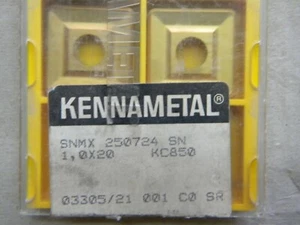 KENNAMETAL®
SNMX 250724 SN
1,0X20 KC850
03305/21 001 C0 SR